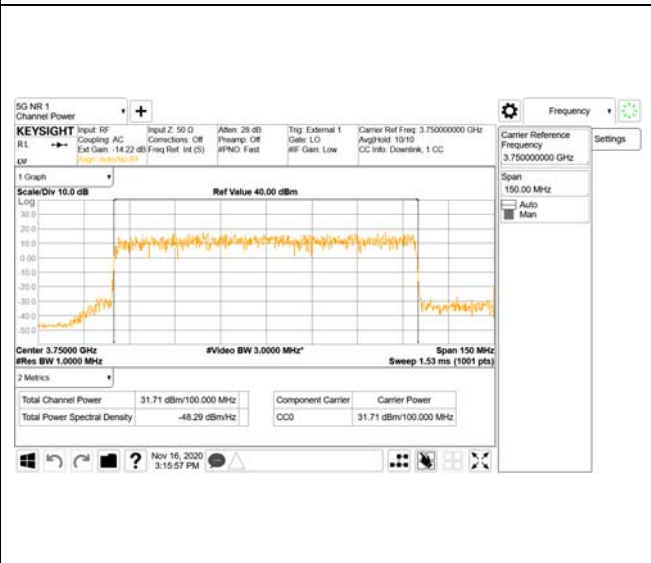 5G NR 1
Channel Power
Frequency
KEYSIGHT
RL
Input: RF
Coupling: AC
Ext Gain: -14.22 dB
Align: Auto/No RF
Input Z: 50 Ω
Corrections: Off
Freq Ref: Int (S)
Atten: 28 dB
Preamp: Off
#PNO: Fast
Trig: External 1
Gate: LO
#IF Gain: Low
Carrier Ref Freq: 3.750000000 GHz
Avg|Hold: 10/10
CC Info: Downlink, 1 CC
Carrier Reference
Frequency
3.750000000 GHz
Settings
Span
150.00 MHz
Auto
Man
1 Graph
Scale/Div 10.0 dB
Ref Value 40.00 dBm
Log
30.0
20.0
10.0
0.00
-10.0
-20.0
-30.0
-40.0
-50.0
Center 3.75000 GHz
#Video BW 3.0000 MHz*
Span 150 MHz
#Res BW 1.0000 MHz
Sweep 1.53 ms (1001 pts)
2 Metrics
Total Channel Power 31.71 dBm/100.000 MHz
Total Power Spectral Density -48.29 dBm/Hz
Component Carrier Carrier Power
CC0 31.71 dBm/100.000 MHz
Nov 16, 2020
3:15:57 PM